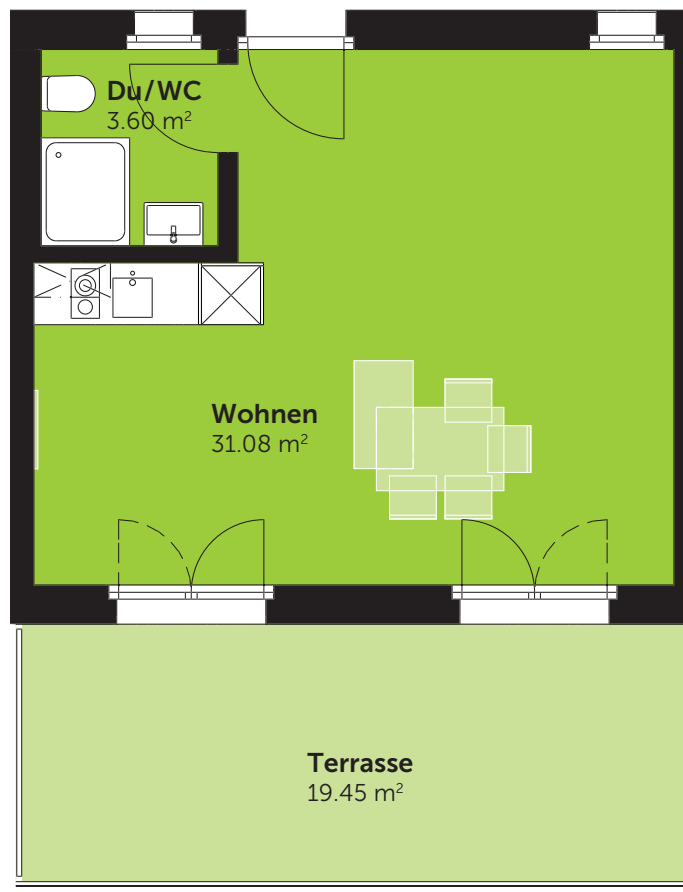 Du/WC
3.60 m²
Wohnen
31.08 m²
Terrasse
19.45 m²